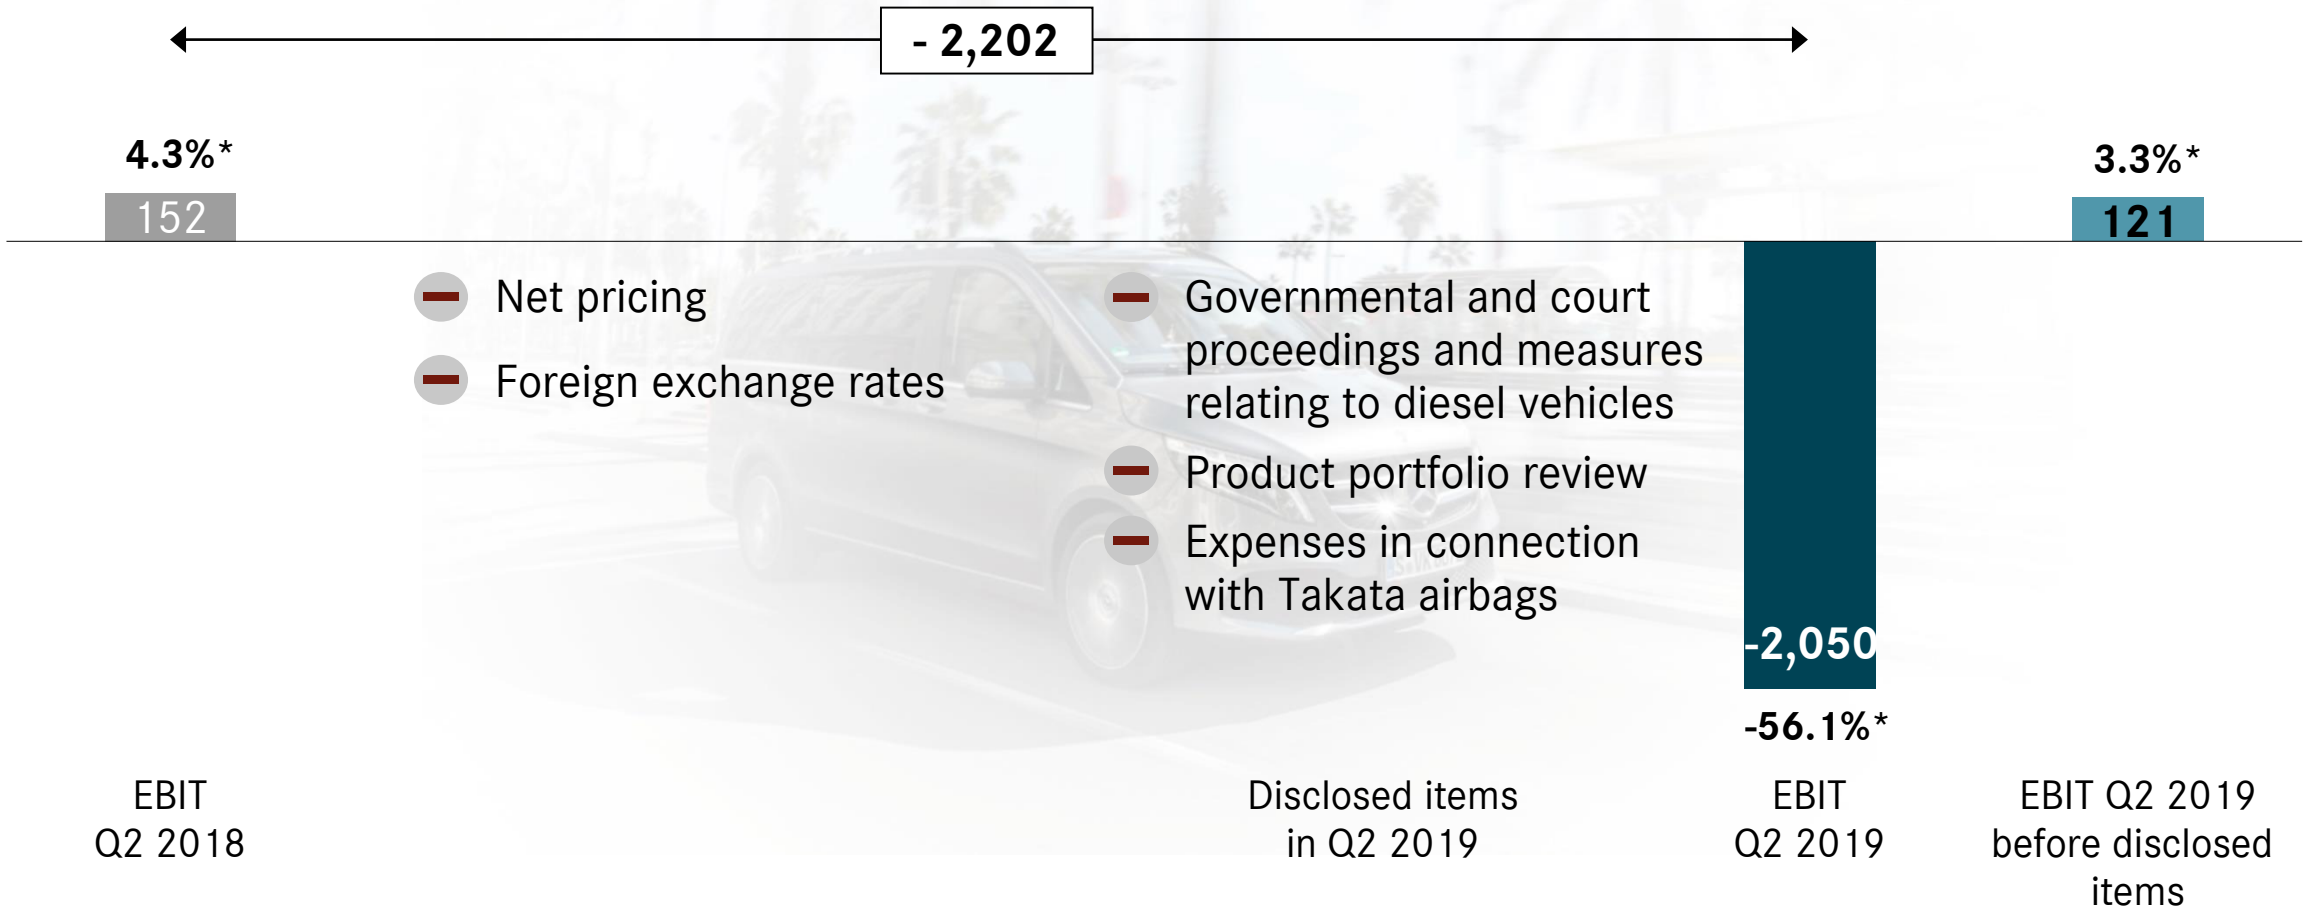 - 2,202
4.3%*
152
3.3%*
121
Net pricing
Foreign exchange rates
Governmental and court
proceedings and measures
relating to diesel vehicles
Product portfolio review
Expenses in connection
with Takata airbags
-2,050
-56.1%*
EBIT
Q2 2018
Disclosed items
in Q2 2019
EBIT
Q2 2019
EBIT Q2 2019
before disclosed
items